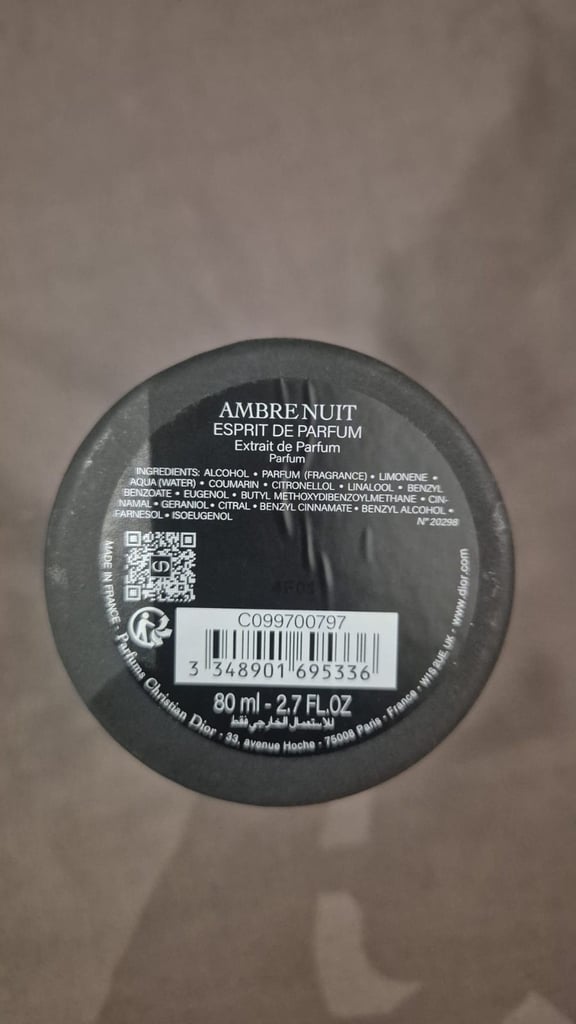 AMBRE NUIT
ESPRIT DE PARFUM
Extrait de Parfum
Parfum
INGREDIENTS: ALCOHOL • PARFUM (FRAGRANCE) • LIMONENE •
AQUA (WATER) • COUMARIN • CITRONELLOL • LINALOOL • BENZYL
BENZOATE • EUGENOL • BUTYL METHOXYDIBENZOYLMETHANE • CIN-
NAMAL • GERANIOL • CITRAL • BENZYL CINNAMATE • BENZYL ALCOHOL •
FARNESOL • ISOEUGENOL
N° 20298
C099700797
3 348901 695336
80 ml - 2.7 FL.OZ
للاستعمال الخارجي فقط
MADE IN FRANCE • Parfums Christian Dior • 33, avenue Hoche - 75008 Paris - France • W1S 2UE UK • www.dior.com